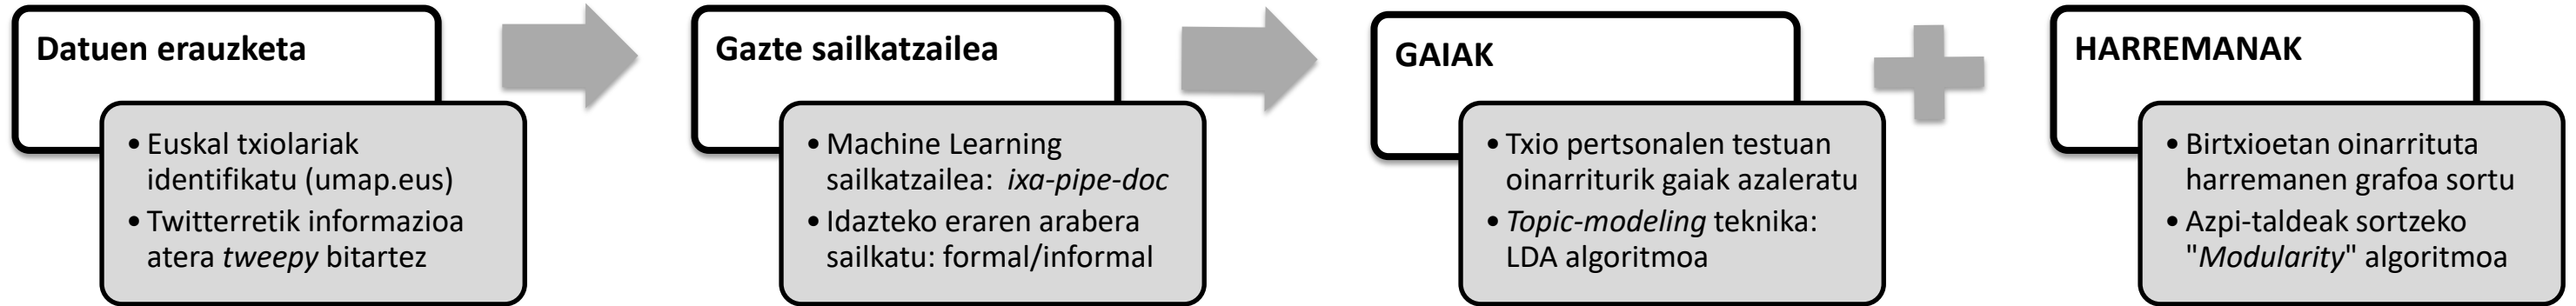 Datuen erauzketa
• Euskal txiolariak
identifikatu (umap.eus)
• Twitterretik informazioa
atera tweepy bitartez
Gazte sailkatzailea
• Machine Learning
sailkatzailea: ixa-pipe-doc
• Idazteko eraren arabera
sailkatu: formal/informal
GAIAK
• Txio pertsonalen testuan
oinarriturik gaiak azaleratu
• Topic-modeling teknika:
LDA algoritmoa
HARREMANAK
• Birtxioetan oinarrituta
harremanen grafoa sortu
• Azpi-taldeak sortzeko
"Modularity" algoritmoa